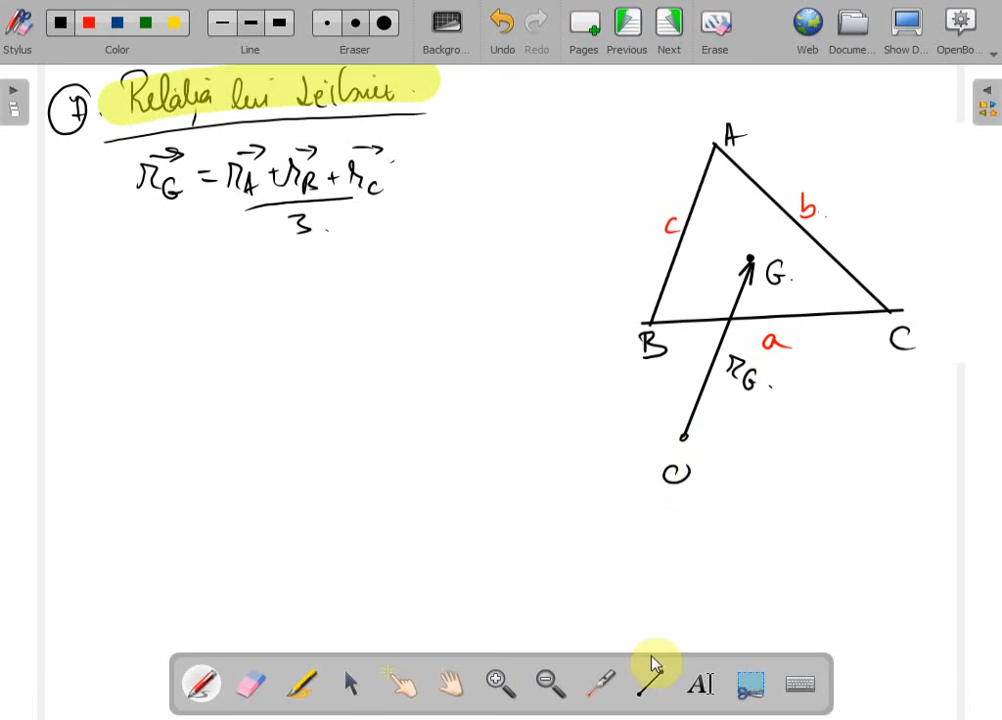 Stylus Color Line Eraser Backgro... Undo Redo Pages Previous Next Erase Web Docume... Show D... OpenBo...
7. Relația lui Leibniz.
r_G = r_A + r_B + r_C
3.
A
c
b.
G.
B
a
C
r_G.
O
A